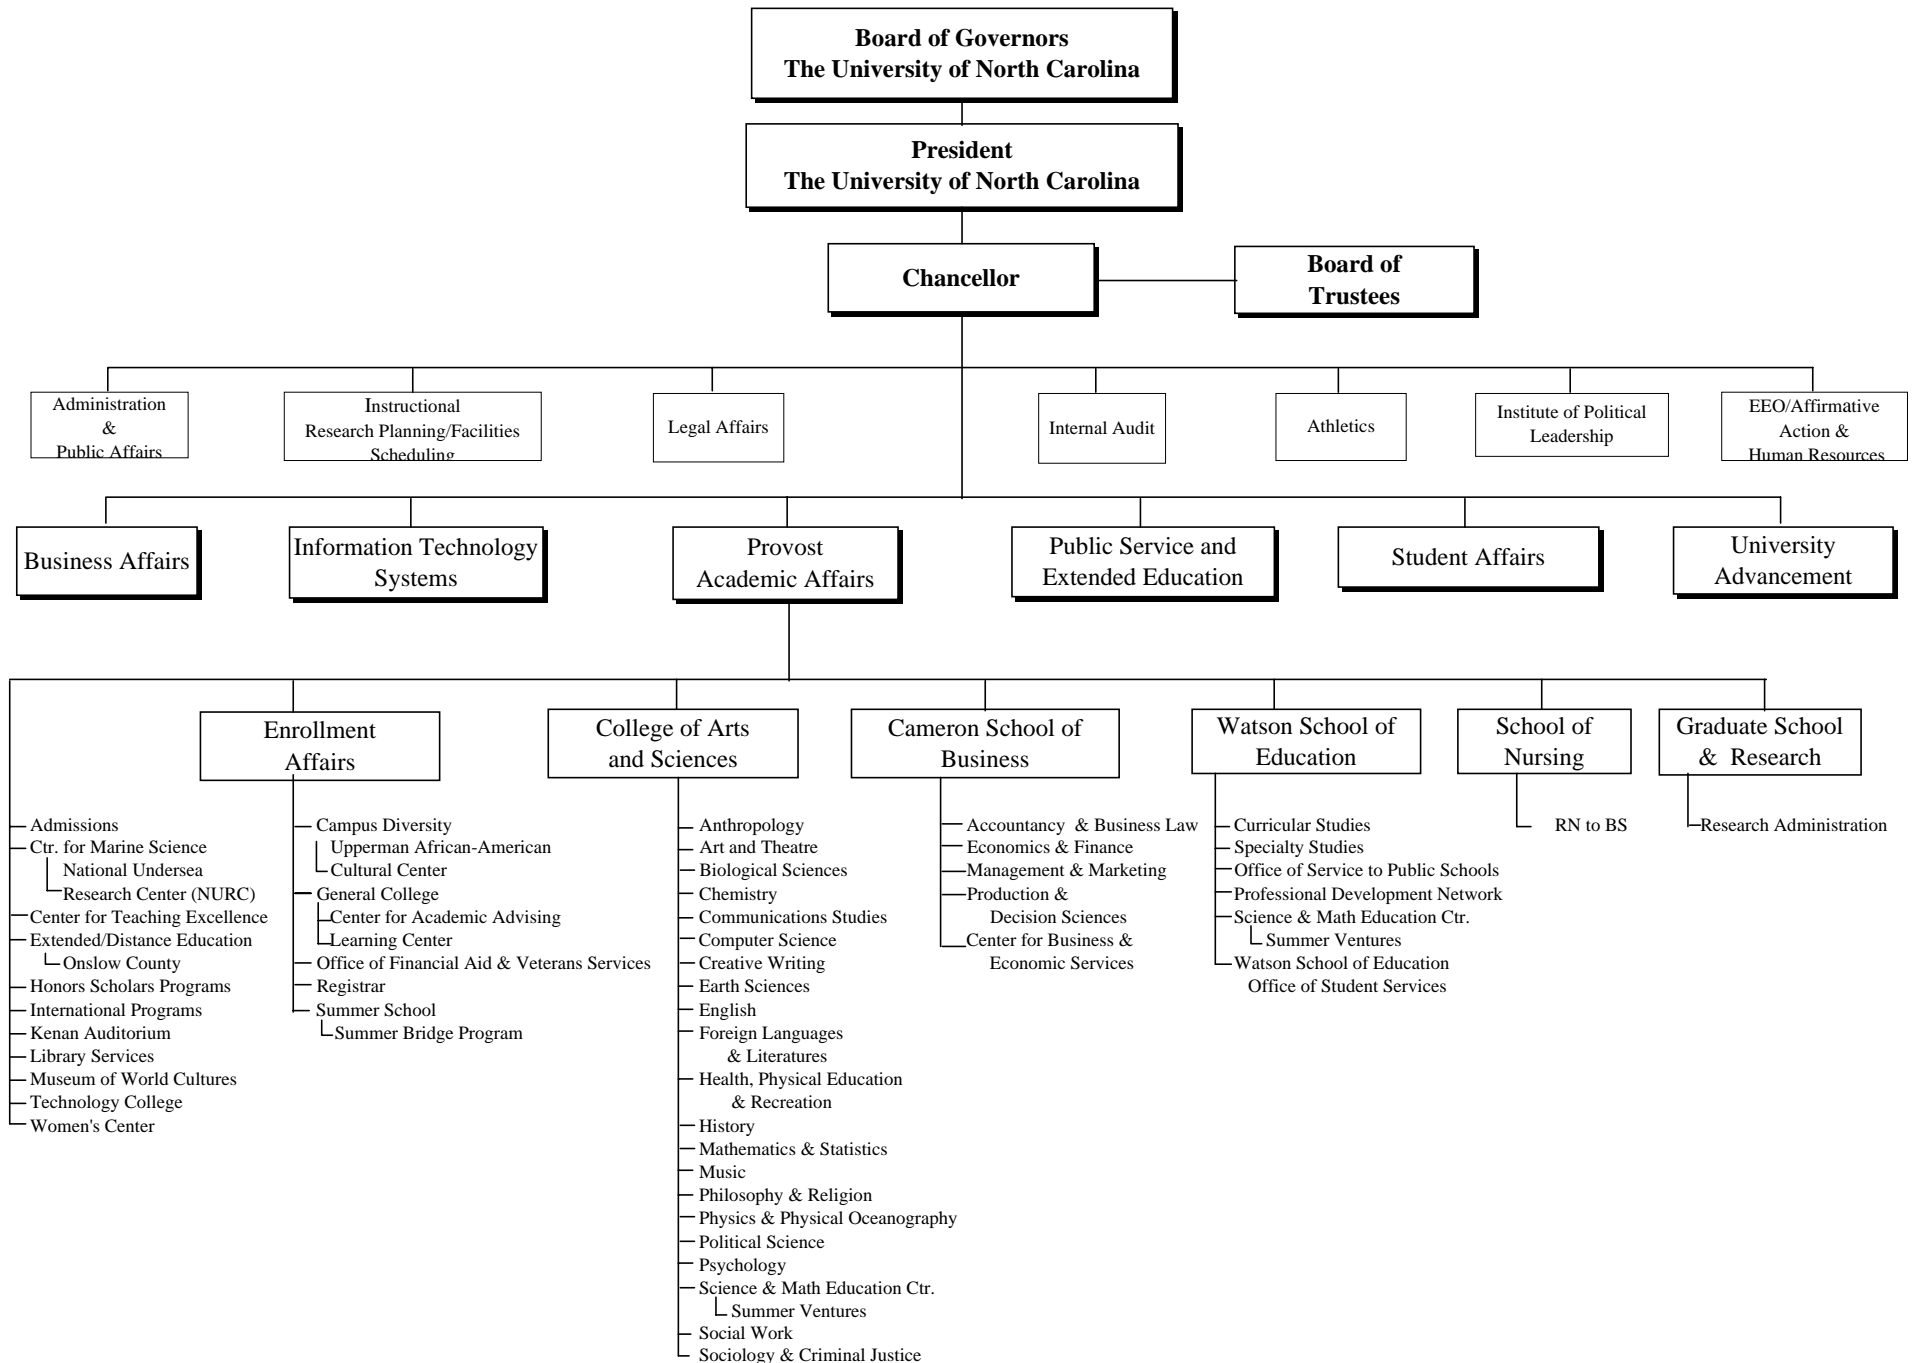 Board of Governors
The University of North Carolina
President
The University of North Carolina
Chancellor
Board of
Trustees
Administration
&
Public Affairs
Instructional
Research Planning/Facilities
Scheduling
Legal Affairs
Internal Audit
Athletics
Institute of Political
Leadership
EEO/Affirmative
Action &
Human Resources
Business Affairs
Information Technology
Systems
Provost
Academic Affairs
Public Service and
Extended Education
Student Affairs
University
Advancement
Admissions
Ctr. for Marine Science
National Undersea
Research Center (NURC)
Center for Teaching Excellence
Extended/Distance Education
Onslow County
Honors Scholars Programs
International Programs
Kenan Auditorium
Library Services
Museum of World Cultures
Technology College
Women's Center
Enrollment
Affairs
Campus Diversity
Upperman African-American
Cultural Center
General College
Center for Academic Advising
Learning Center
Office of Financial Aid & Veterans Services
Registrar
Summer School
Summer Bridge Program
College of Arts
and Sciences
Anthropology
Art and Theatre
Biological Sciences
Chemistry
Communications Studies
Computer Science
Creative Writing
Earth Sciences
English
Foreign Languages
& Literatures
Health, Physical Education
& Recreation
History
Mathematics & Statistics
Music
Philosophy & Religion
Physics & Physical Oceanography
Political Science
Psychology
Science & Math Education Ctr.
Summer Ventures
Social Work
Sociology & Criminal Justice
Cameron School of
Business
Accountancy & Business Law
Economics & Finance
Management & Marketing
Production &
Decision Sciences
Center for Business &
Economic Services
Watson School of
Education
Curricular Studies
Specialty Studies
Office of Service to Public Schools
Professional Development Network
Science & Math Education Ctr.
Summer Ventures
Watson School of Education
Office of Student Services
School of
Nursing
RN to BS
Graduate School
& Research
Research Administration